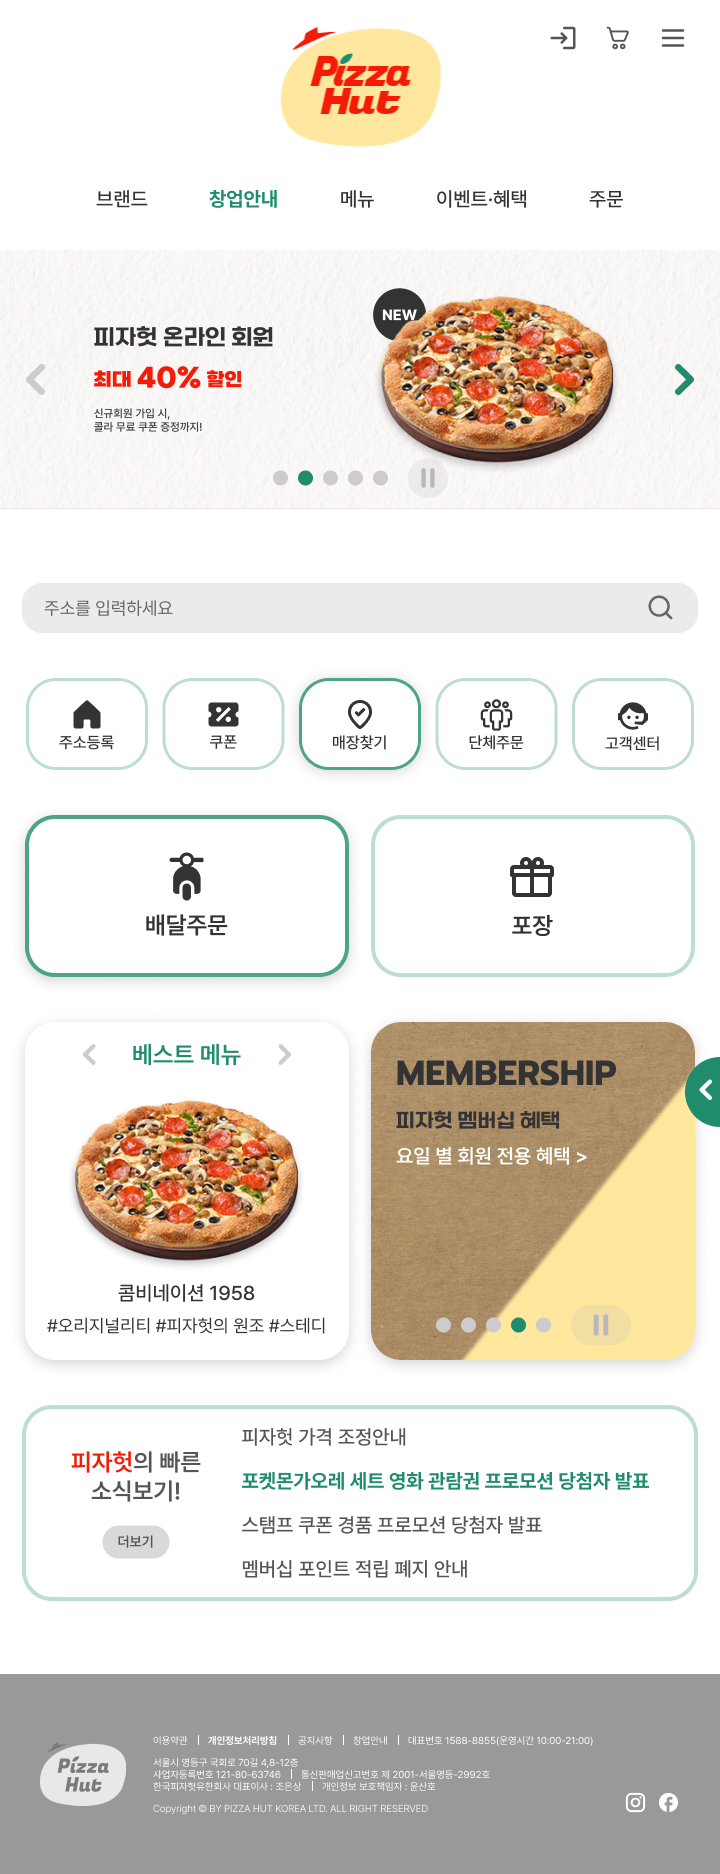 Pizza
Hut
브랜드 창업안내 메뉴 이벤트·혜택 주문
NEW
피자헛 온라인 회원
최대 40% 할인
신규회원 가입 시,
콜라 무료 쿠폰 증정까지!
주소를 입력하세요
주소등록 쿠폰 매장찾기 단체주문 고객센터
배달주문 포장
베스트 메뉴
콤비네이션 1958
#오리지널리티 #피자헛의 원조 #스테디
MEMBERSHIP
피자헛 멤버십 혜택
요일 별 회원 전용 혜택 >
피자헛의 빠른
소식보기!
더보기
피자헛 가격 조정안내
포켓몬가오레 세트 영화 관람권 프로모션 당첨자 발표
스탬프 쿠폰 경품 프로모션 당첨자 발표
멤버십 포인트 적립 폐지 안내
Pizza
Hut
이용약관 | 개인정보처리방침 | 공지사항 | 창업안내 | 대표번호 1588-8855(운영시간 10:00-21:00)
서울시 영등구 국회로 70길 4,8-12층
사업자등록번호 121-80-63746 | 통신판매업신고번호 제 2001-서울영등-2992호
한국피자헛유한회사 대표이사 : 조은상 | 개인정보 보호책임자 : 윤산호
Copyright © BY PIZZA HUT KOREA LTD. ALL RIGHT RESERVED